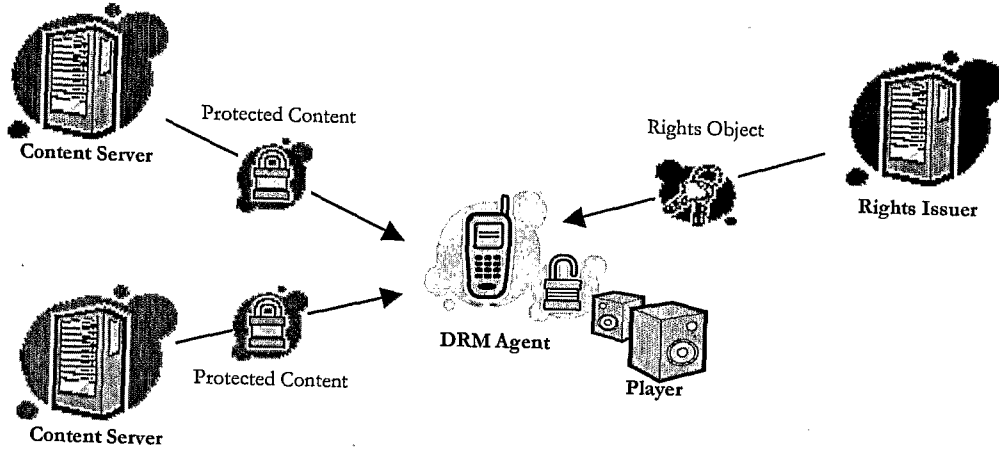 Content Server
Protected Content
Rights Object
Rights Issuer
DRM Agent
Player
Protected Content
Content Server